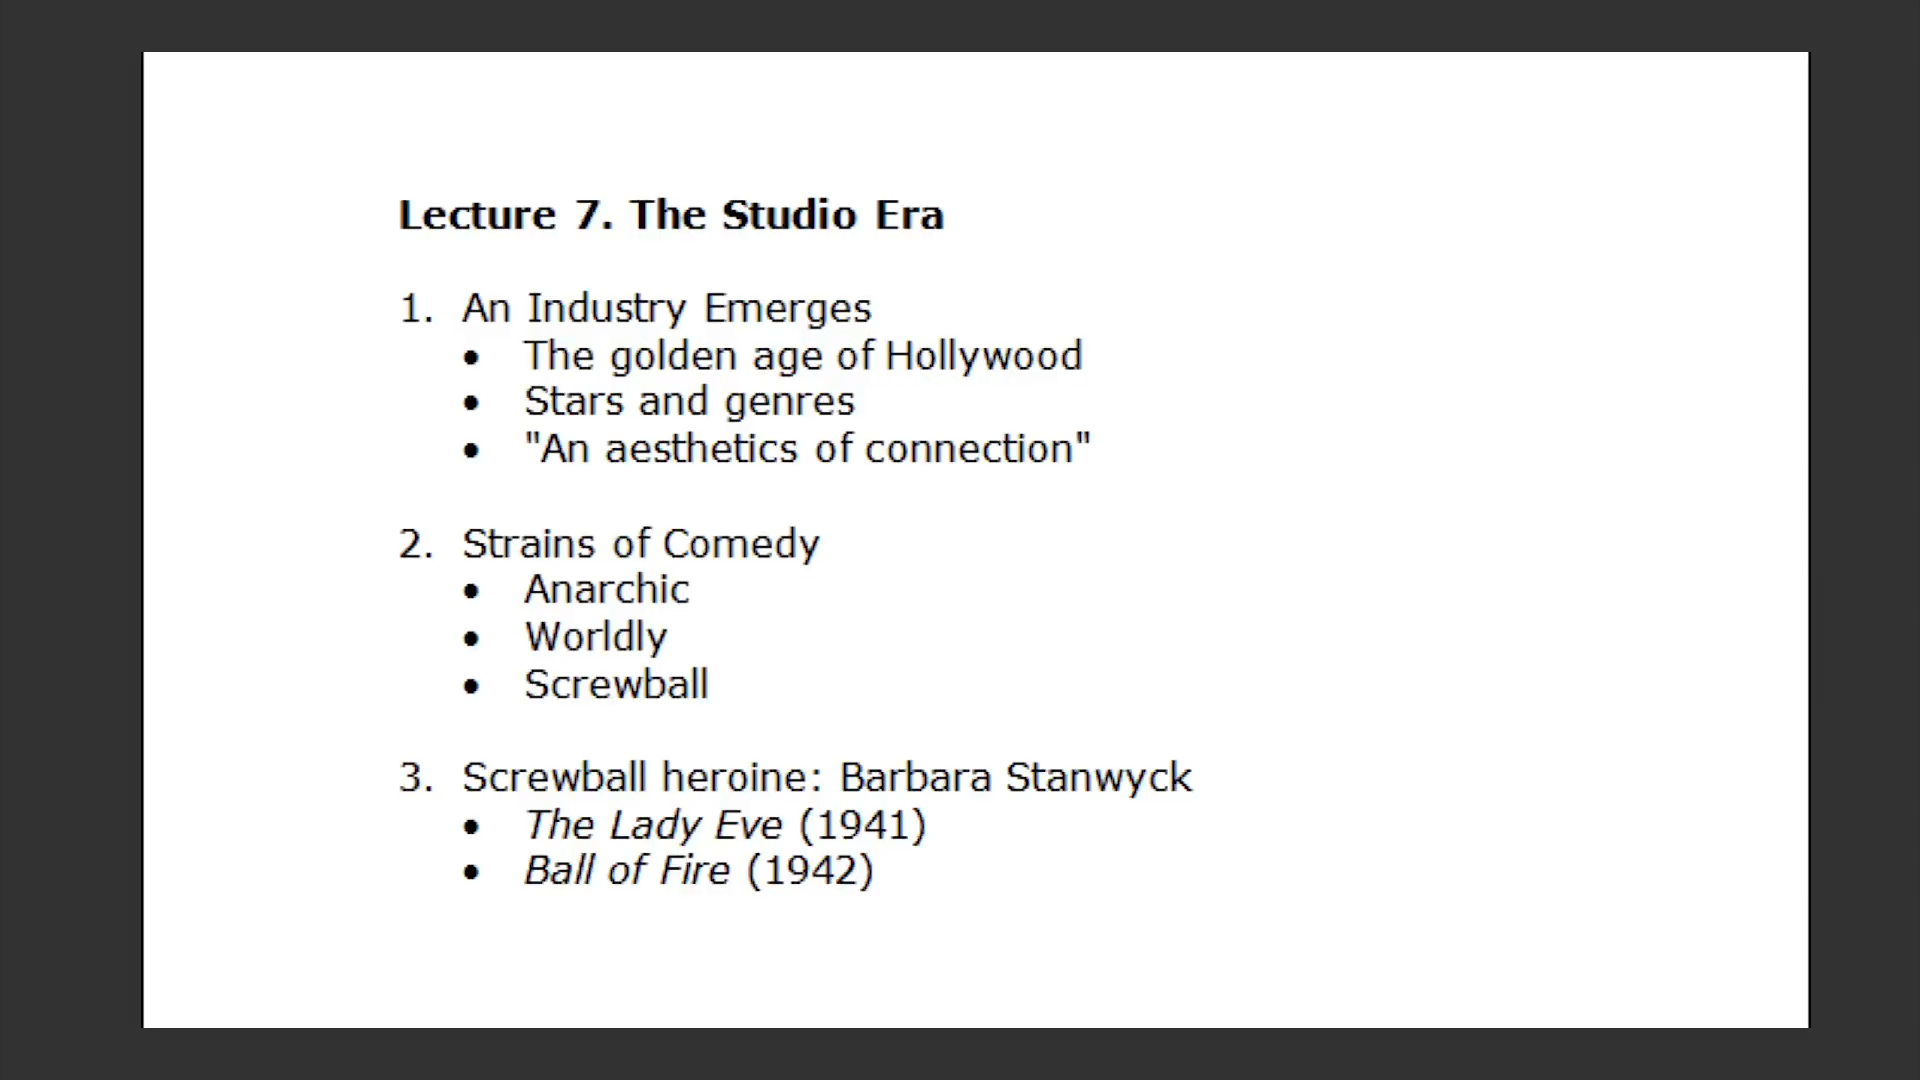 Lecture 7. The Studio Era
1. An Industry Emerges
• The golden age of Hollywood
• Stars and genres
• "An aesthetics of connection"
2. Strains of Comedy
• Anarchic
• Worldly
• Screwball
3. Screwball heroine: Barbara Stanwyck
• The Lady Eve (1941)
• Ball of Fire (1942)